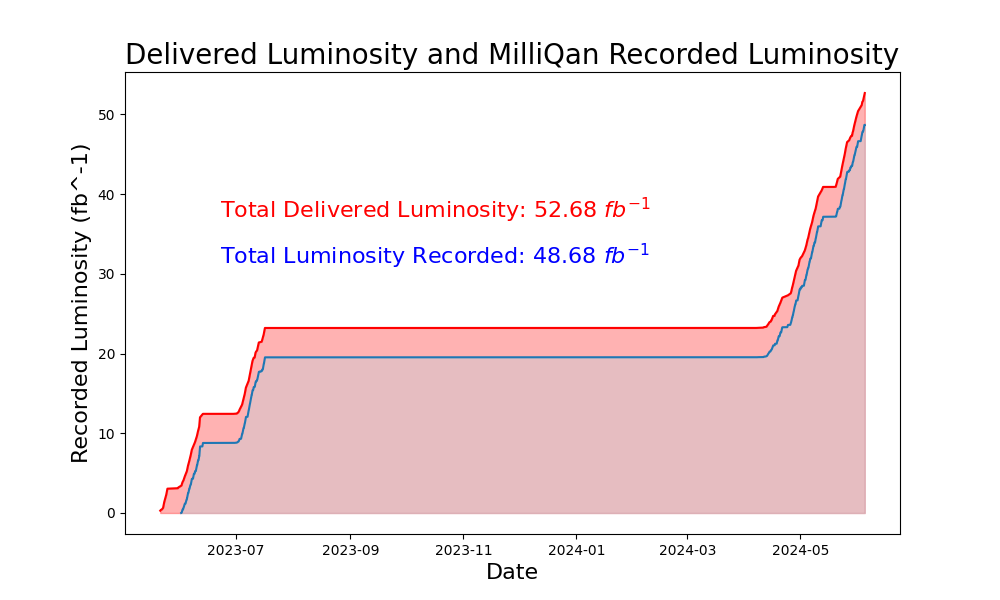 Delivered Luminosity and MilliQan Recorded Luminosity
Recorded Luminosity (fb^-1)
50
40
30
20
10
0
Total Delivered Luminosity: 52.68 fb⁻¹
Total Luminosity Recorded: 48.68 fb⁻¹
2023-07 2023-09 2023-11 2024-01 2024-03 2024-05
Date